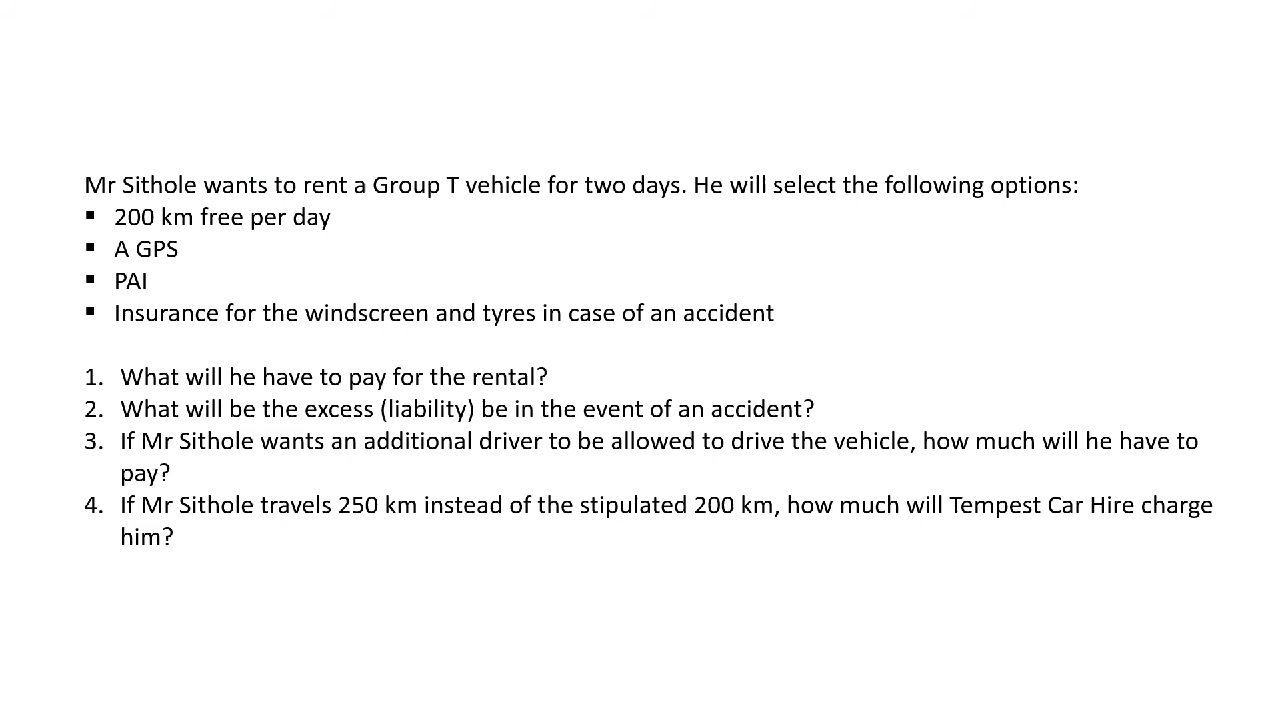 Mr Sithole wants to rent a Group T vehicle for two days. He will select the following options:
▪ 200 km free per day
▪ A GPS
▪ PAI
▪ Insurance for the windscreen and tyres in case of an accident
1. What will he have to pay for the rental?
2. What will be the excess (liability) be in the event of an accident?
3. If Mr Sithole wants an additional driver to be allowed to drive the vehicle, how much will he have to
pay?
4. If Mr Sithole travels 250 km instead of the stipulated 200 km, how much will Tempest Car Hire charge
him?